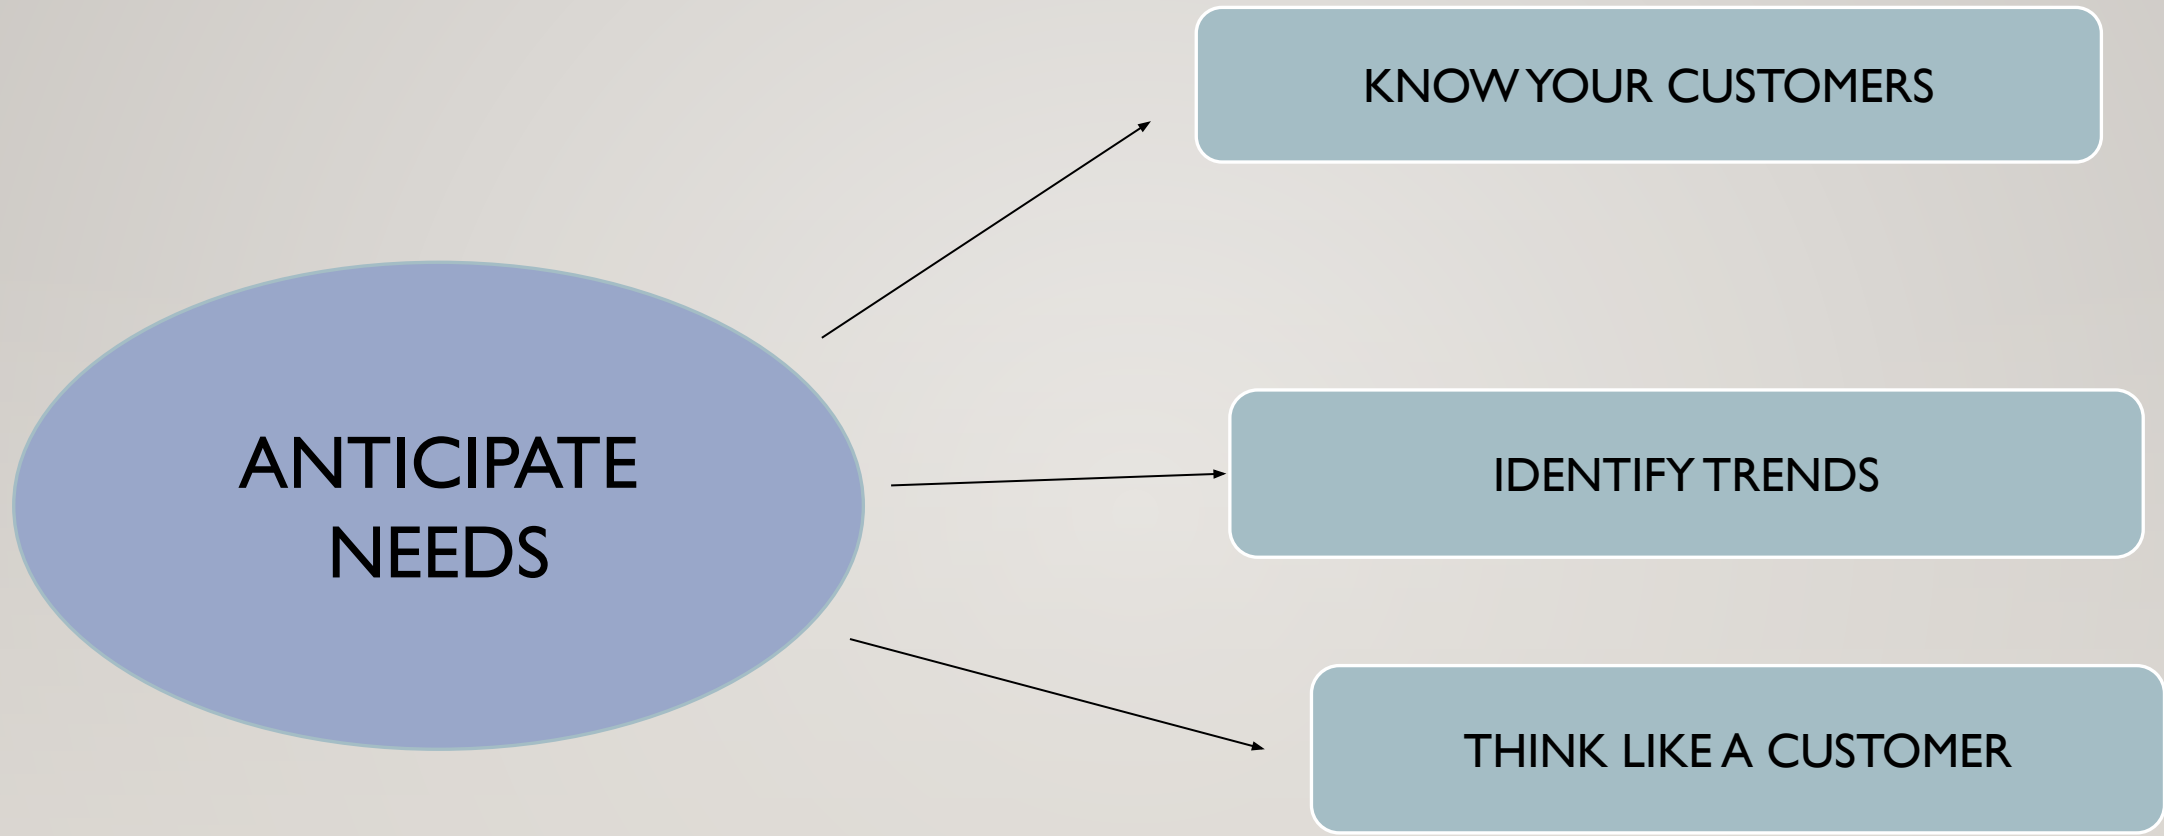 KNOW YOUR CUSTOMERS
ANTICIPATE
NEEDS
IDENTIFY TRENDS
THINK LIKE A CUSTOMER